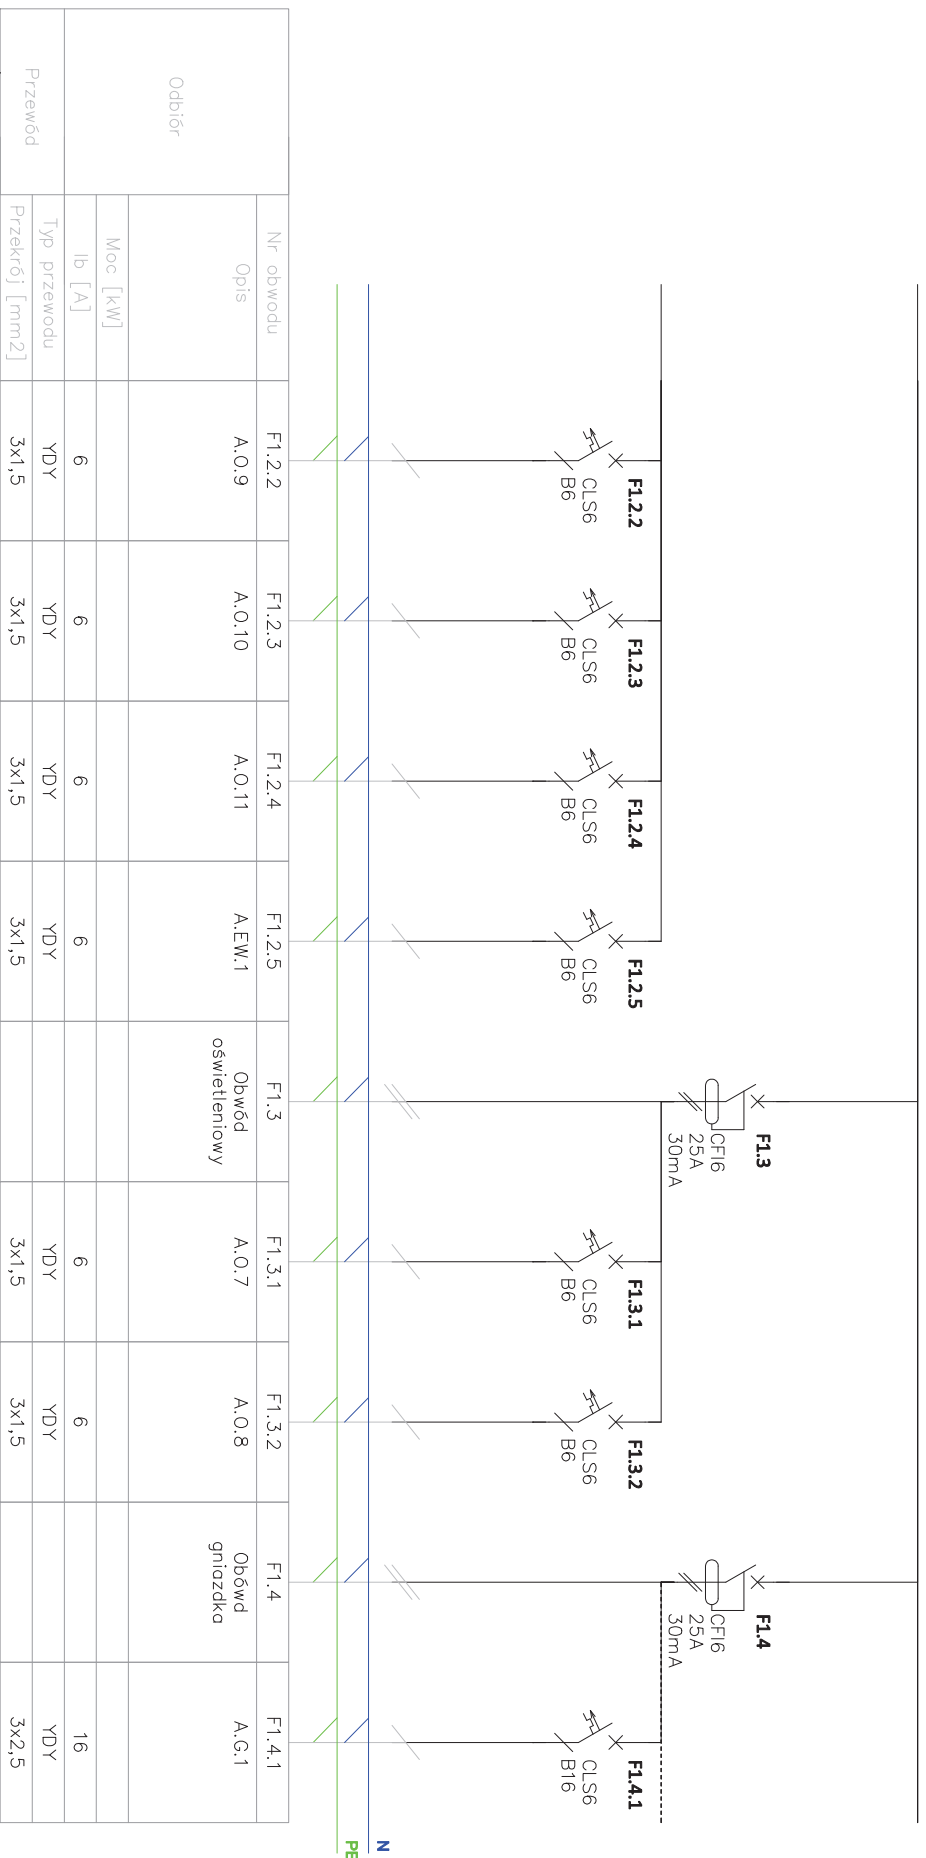 F1.3
CFI6
25A
30mA
F1.4
CFI6
25A
30mA
F1.2.2
CLS6
B6
F1.2.3
CLS6
B6
F1.2.4
CLS6
B6
F1.2.5
CLS6
B6
F1.3.1
CLS6
B6
F1.3.2
CLS6
B6
F1.4.1
CLS6
B16
N
PE
Odbiór
Nr obwodu F1.2.2 F1.2.3 F1.2.4 F1.2.5 F1.3 F1.3.1 F1.3.2 F1.4 F1.4.1
Opis A.O.9 A.O.10 A.O.11 A.EW.1 Obwód A.O.7 A.O.8 Obówd A.G.1
oświetleniowy gniazdka
Moc [kW]
Ib [A] 6 6 6 6 6 6 16
Przewód
Typ przewodu YDY YDY YDY YDY YDY YDY YDY
Przekrój [mm2] 3x1,5 3x1,5 3x1,5 3x1,5 3x1,5 3x1,5 3x2,5